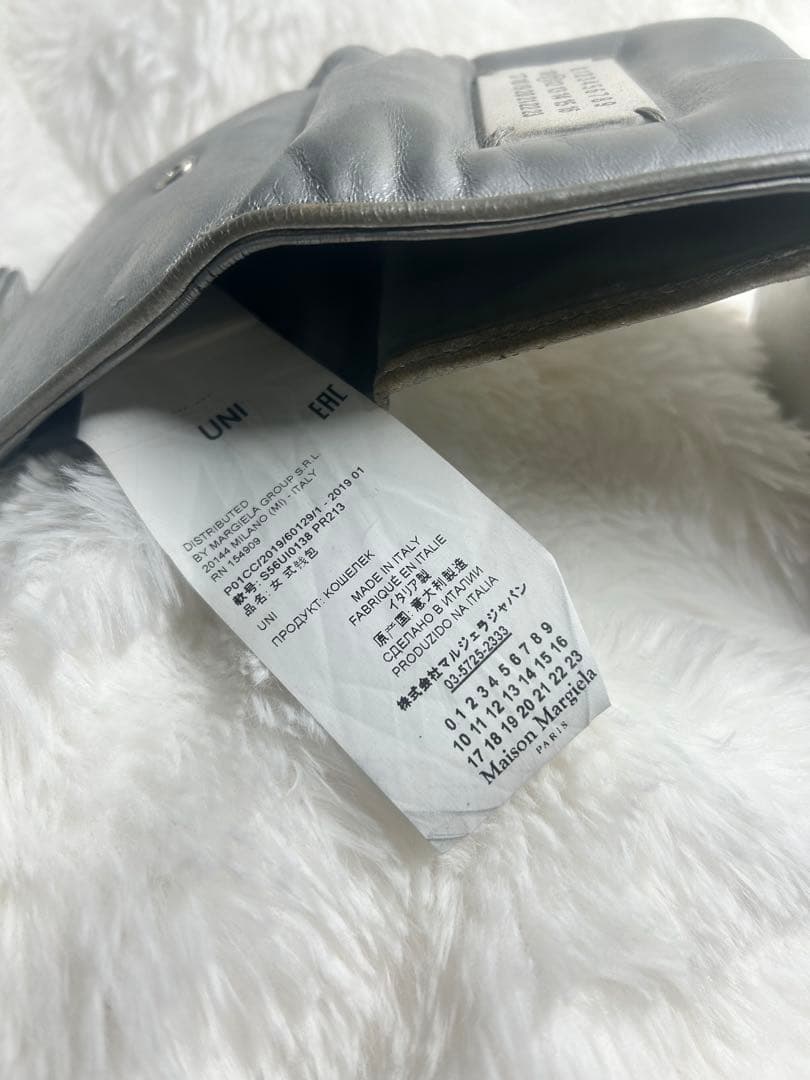 UNI
EAC
DISTRIBUTED
BY MARGIELA GROUP S.R.L.
20144 MILANO (MI) - ITALY
RN 154909
P01CC/2019/60129/1 - 2019 01
款号: S56UI0138 PR213
品名: 女 式钱包
UNI
ПРОДУКТ: КОШЕЛЕК
MADE IN ITALY
FABRIQUÉ EN ITALIE
イタリア製
原产国: 意大利製造
СДЕЛАНО В ИТАЛИИ
PRODUZIDO NA ITALIA
株式会社マルジェラジャパン
03-5725-2333
0 1 2 3 4 5 6 7 8 9
10 11 12 13 14 15 16
17 18 19 20 21 22 23
Maison Margiela
PARIS